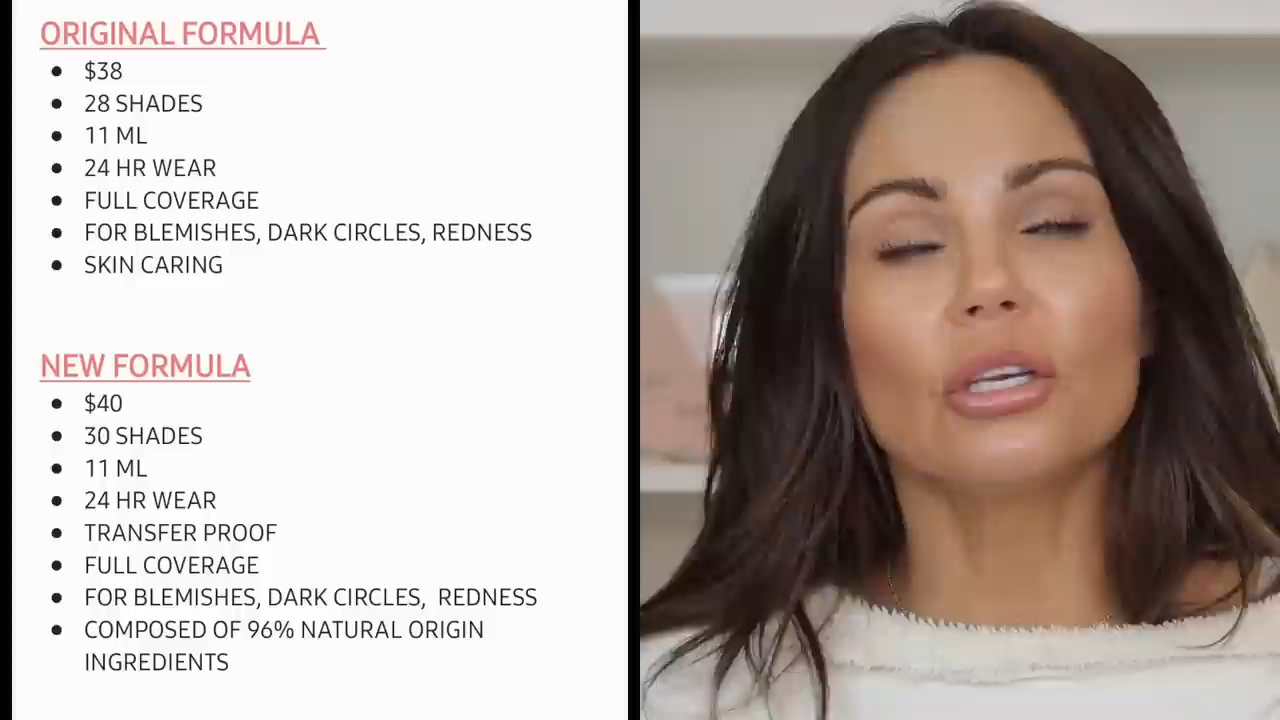 ORIGINAL FORMULA
● $38
● 28 SHADES
● 11 ML
● 24 HR WEAR
● FULL COVERAGE
● FOR BLEMISHES, DARK CIRCLES, REDNESS
● SKIN CARING
NEW FORMULA
● $40
● 30 SHADES
● 11 ML
● 24 HR WEAR
● TRANSFER PROOF
● FULL COVERAGE
● FOR BLEMISHES, DARK CIRCLES, REDNESS
● COMPOSED OF 96% NATURAL ORIGIN
INGREDIENTS